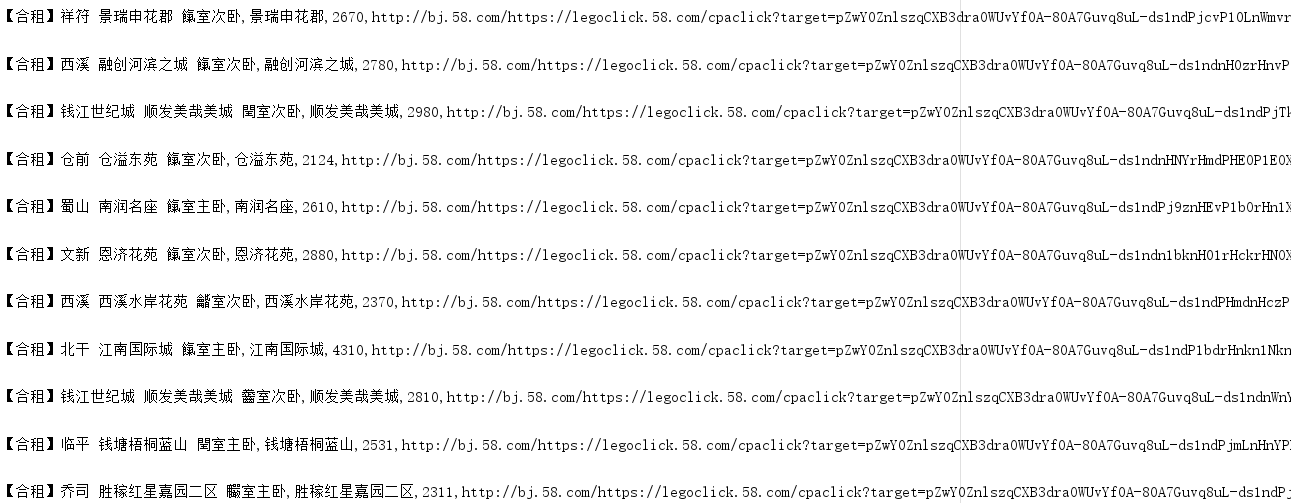 【合租】祥符 景瑞申花郡 龒室次卧,景瑞申花郡,2670,http://bj.58.com/https://legoclick.58.com/cpaclick?target=pZwY0ZnlszqCXB3dra0WUvYf0A-80A7Guvq8uL-ds1ndPjcvP10LnWmvr
【合租】西溪 融创河滨之城 龒室次卧,融创河滨之城,2780,http://bj.58.com/https://legoclick.58.com/cpaclick?target=pZwY0ZnlszqCXB3dra0WUvYf0A-80A7Guvq8uL-ds1ndnH0zrHnvP
【合租】钱江世纪城 顺发美哉美城 閏室次卧,顺发美哉美城,2980,http://bj.58.com/https://legoclick.58.com/cpaclick?target=pZwY0ZnlszqCXB3dra0WUvYf0A-80A7Guvq8uL-ds1ndPjTk
【合租】仓前 仓溢东苑 龒室次卧,仓溢东苑,2124,http://bj.58.com/https://legoclick.58.com/cpaclick?target=pZwY0ZnlszqCXB3dra0WUvYf0A-80A7Guvq8uL-ds1ndnHNYrHmdPHE0P1E0X
【合租】蜀山 南润名座 龒室主卧,南润名座,2610,http://bj.58.com/https://legoclick.58.com/cpaclick?target=pZwY0ZnlszqCXB3dra0WUvYf0A-80A7Guvq8uL-ds1ndPj9znHEvP1b0rHn1X
【合租】文新 恩济花苑 龒室次卧,恩济花苑,2880,http://bj.58.com/https://legoclick.58.com/cpaclick?target=pZwY0ZnlszqCXB3dra0WUvYf0A-80A7Guvq8uL-ds1ndn1bknH01rHckrHN0X
【合租】西溪 西溪水岸花苑 龤室次卧,西溪水岸花苑,2370,http://bj.58.com/https://legoclick.58.com/cpaclick?target=pZwY0ZnlszqCXB3dra0WUvYf0A-80A7Guvq8uL-ds1ndPHmdnHczP
【合租】北干 江南国际城 龒室主卧,江南国际城,4310,http://bj.58.com/https://legoclick.58.com/cpaclick?target=pZwY0ZnlszqCXB3dra0WUvYf0A-80A7Guvq8uL-ds1ndP1bdrHnkn1Nkn
【合租】钱江世纪城 顺发美哉美城 麣室次卧,顺发美哉美城,2810,http://bj.58.com/https://legoclick.58.com/cpaclick?target=pZwY0ZnlszqCXB3dra0WUvYf0A-80A7Guvq8uL-ds1ndnWnY
【合租】临平 钱塘梧桐蓝山 閏室主卧,钱塘梧桐蓝山,2531,http://bj.58.com/https://legoclick.58.com/cpaclick?target=pZwY0ZnlszqCXB3dra0WUvYf0A-80A7Guvq8uL-ds1ndPjmLnHnYP
【合租】乔司 胜稼红星嘉园二区 驋室主卧,胜稼红星嘉园二区,2311,http://bj.58.com/https://legoclick.58.com/cpaclick?target=pZwY0ZnlszqCXB3dra0WUvYf0A-80A7Guvq8uL-ds1ndPj